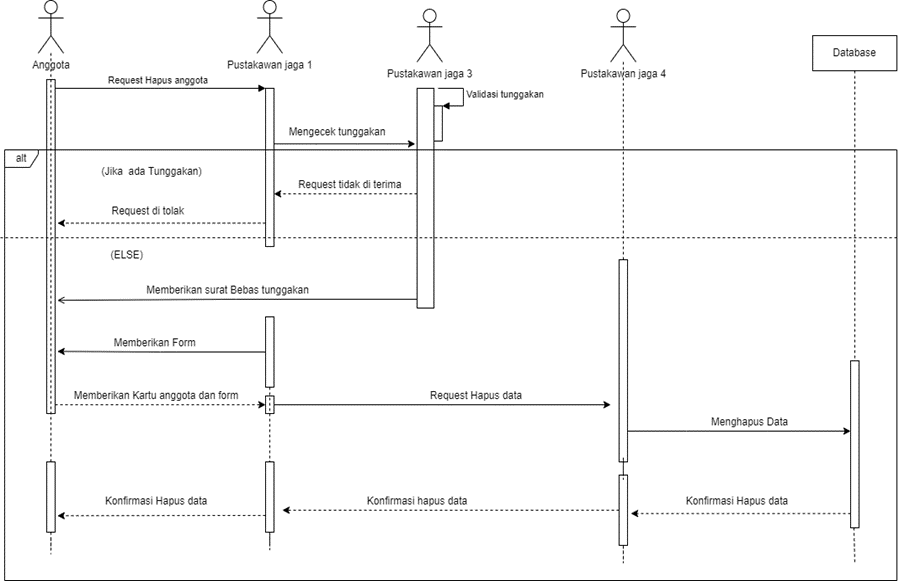 Anggota
Pustakawan jaga 1
Pustakawan jaga 3
Pustakawan jaga 4
Database
Request Hapus anggota
Validasi tunggakan
Mengecek tunggakan
alt
(Jika ada Tunggakan)
Request tidak di terima
Request di tolak
(ELSE)
Memberikan surat Bebas tunggakan
Memberikan Form
Memberikan Kartu anggota dan form
Request Hapus data
Menghapus Data
Konfirmasi Hapus data
Konfirmasi hapus data
Konfirmasi Hapus data